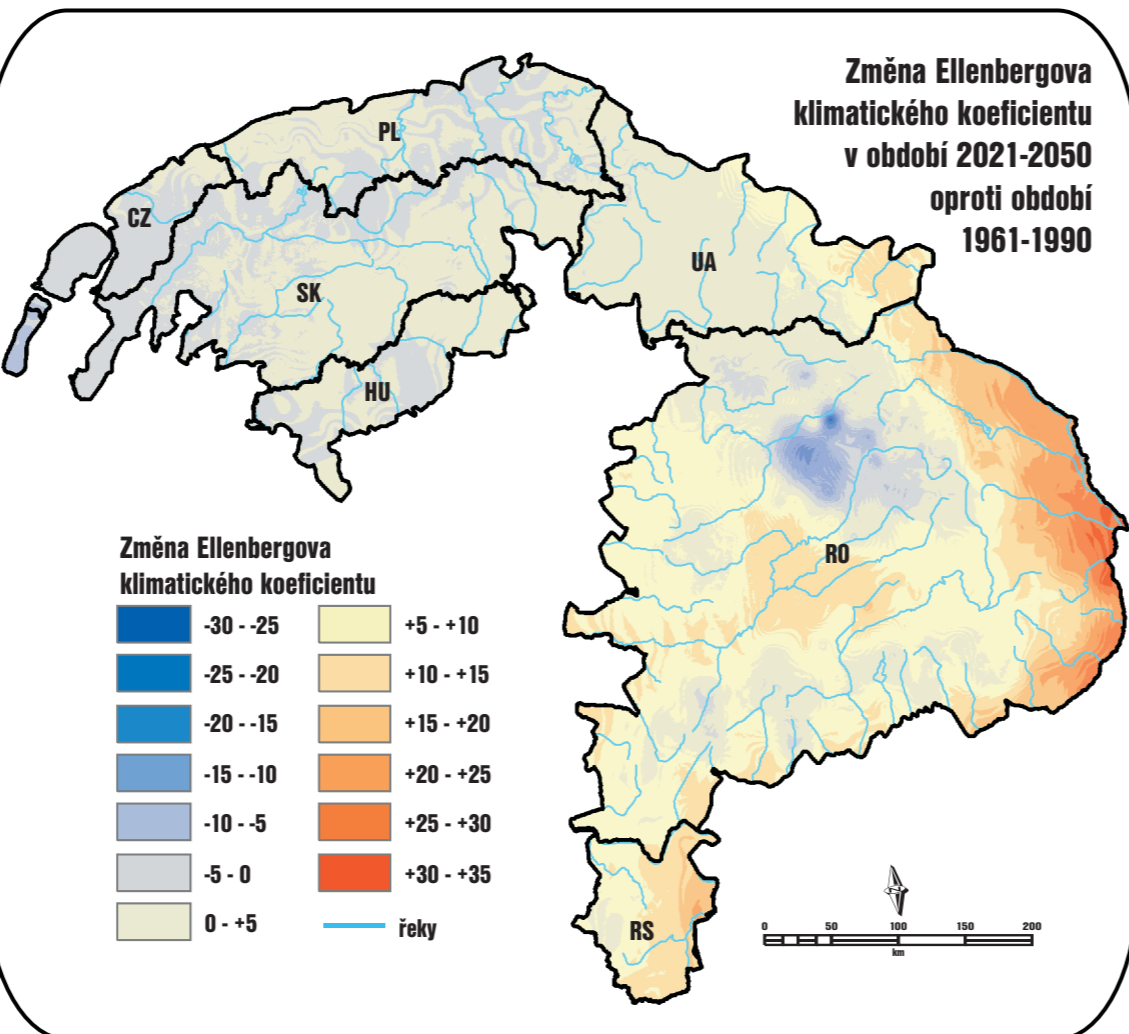 Změna Ellenbergova
klimatického koeficientu
v období 2021-2050
oproti období
1961-1990
PL
CZ
UA
SK
HU
RO
RS
Změna Ellenbergova
klimatického koeficientu
-30 - -25
-25 - -20
-20 - -15
-15 - -10
-10 - -5
-5 - 0
0 - +5
+5 - +10
+10 - +15
+15 - +20
+20 - +25
+25 - +30
+30 - +35
řeky
0 50 100 150 200
km